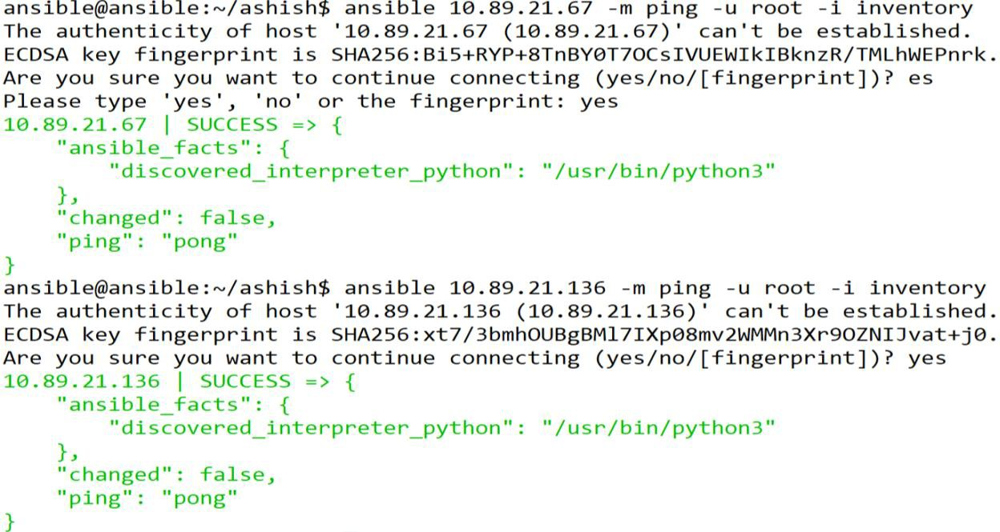 ansible@ansible:~/ashish$ ansible 10.89.21.67 -m ping -u root -i inventory
The authenticity of host '10.89.21.67 (10.89.21.67)' can't be established.
ECDSA key fingerprint is SHA256:Bi5+RYP+8TnBY0T7OCsIVUEWIkIBknzR/TMLhWEPnrk.
Are you sure you want to continue connecting (yes/no/[fingerprint])? es
Please type 'yes', 'no' or the fingerprint: yes
10.89.21.67 | SUCCESS => {
    "ansible_facts": {
        "discovered_interpreter_python": "/usr/bin/python3"
    },
    "changed": false,
    "ping": "pong"
}
ansible@ansible:~/ashish$ ansible 10.89.21.136 -m ping -u root -i inventory
The authenticity of host '10.89.21.136 (10.89.21.136)' can't be established.
ECDSA key fingerprint is SHA256:xt7/3bmhOUBgBMl7IXp08mv2WMMn3Xr9OZNIJvat+j0.
Are you sure you want to continue connecting (yes/no/[fingerprint])? yes
10.89.21.136 | SUCCESS => {
    "ansible_facts": {
        "discovered_interpreter_python": "/usr/bin/python3"
    },
    "changed": false,
    "ping": "pong"
}